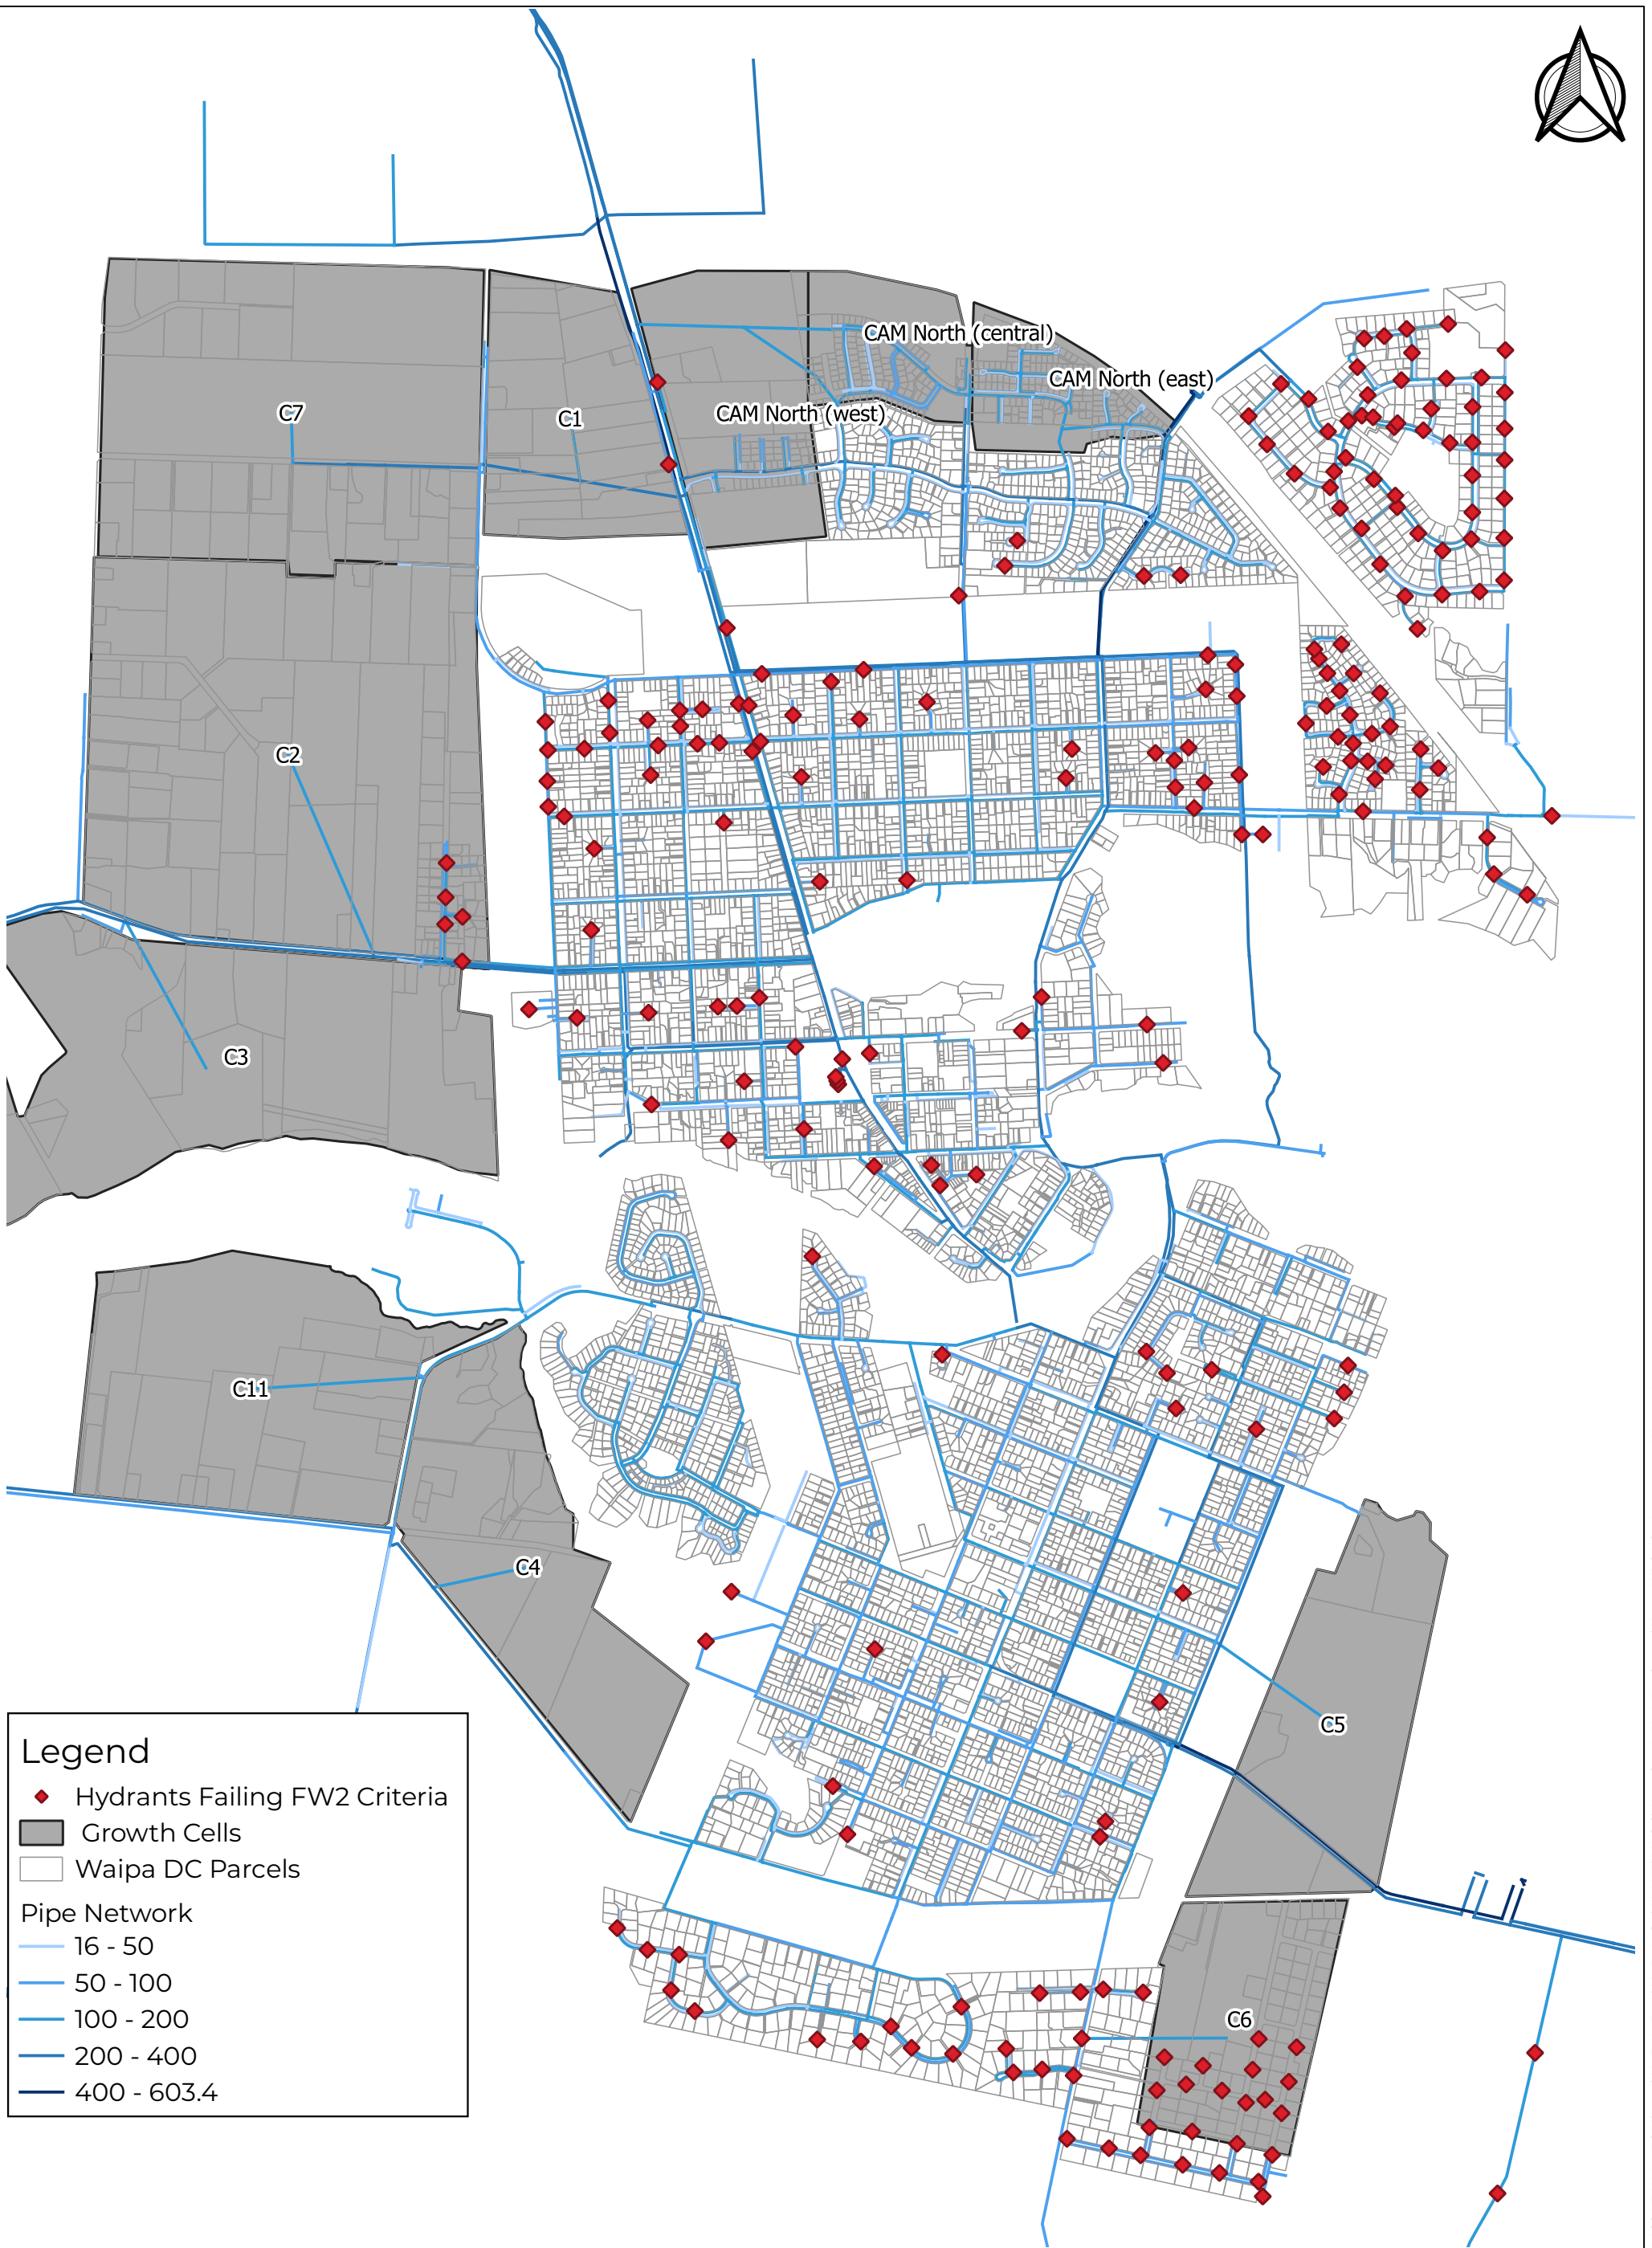 CAM North (central)
CAM North (east)
C7
C1
CAM North (west)
C2
C3
C11
C4
C5
C6
Legend
Hydrants Failing FW2 Criteria
Growth Cells
Waipa DC Parcels
Pipe Network
16 - 50
50 - 100
100 - 200
200 - 400
400 - 603.4